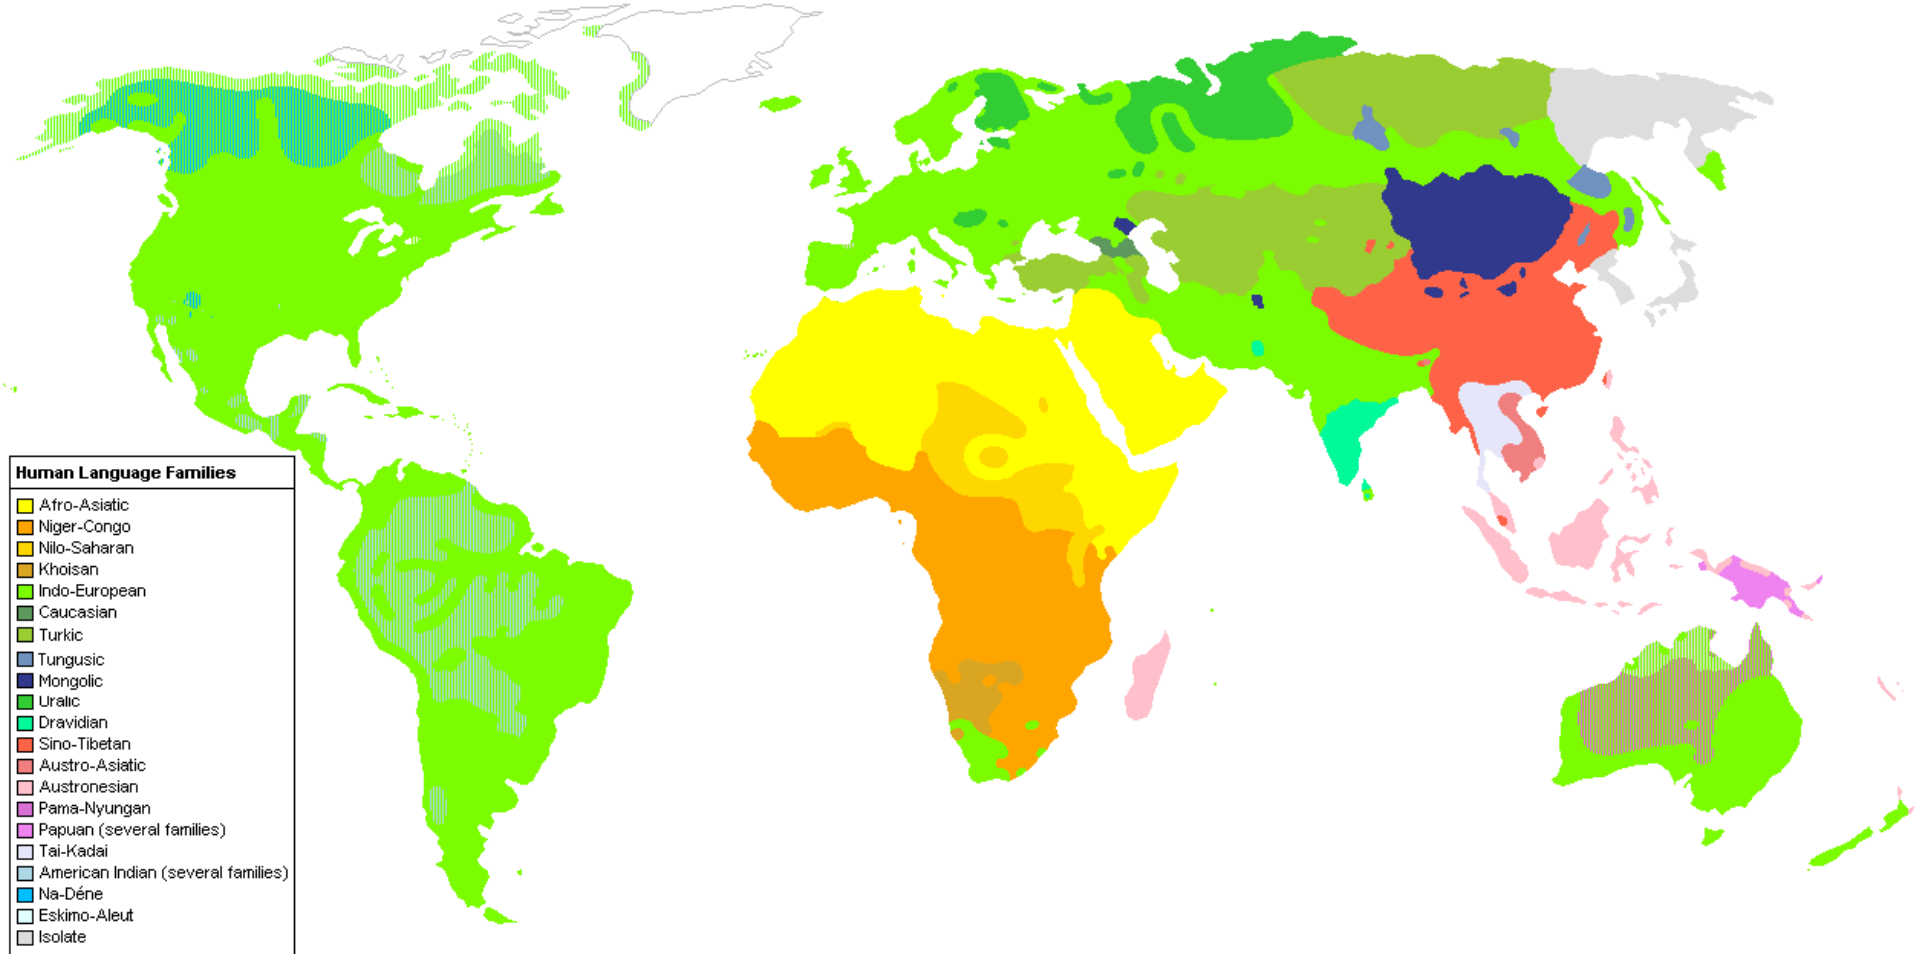 Human Language Families
Afro-Asiatic
Niger-Congo
Nilo-Saharan
Khoisan
Indo-European
Caucasian
Turkic
Tungusic
Mongolic
Uralic
Dravidian
Sino-Tibetan
Austro-Asiatic
Austronesian
Pama-Nyungan
Papuan (several families)
Tai-Kadai
American Indian (several families)
Na-Déne
Eskimo-Aleut
Isolate